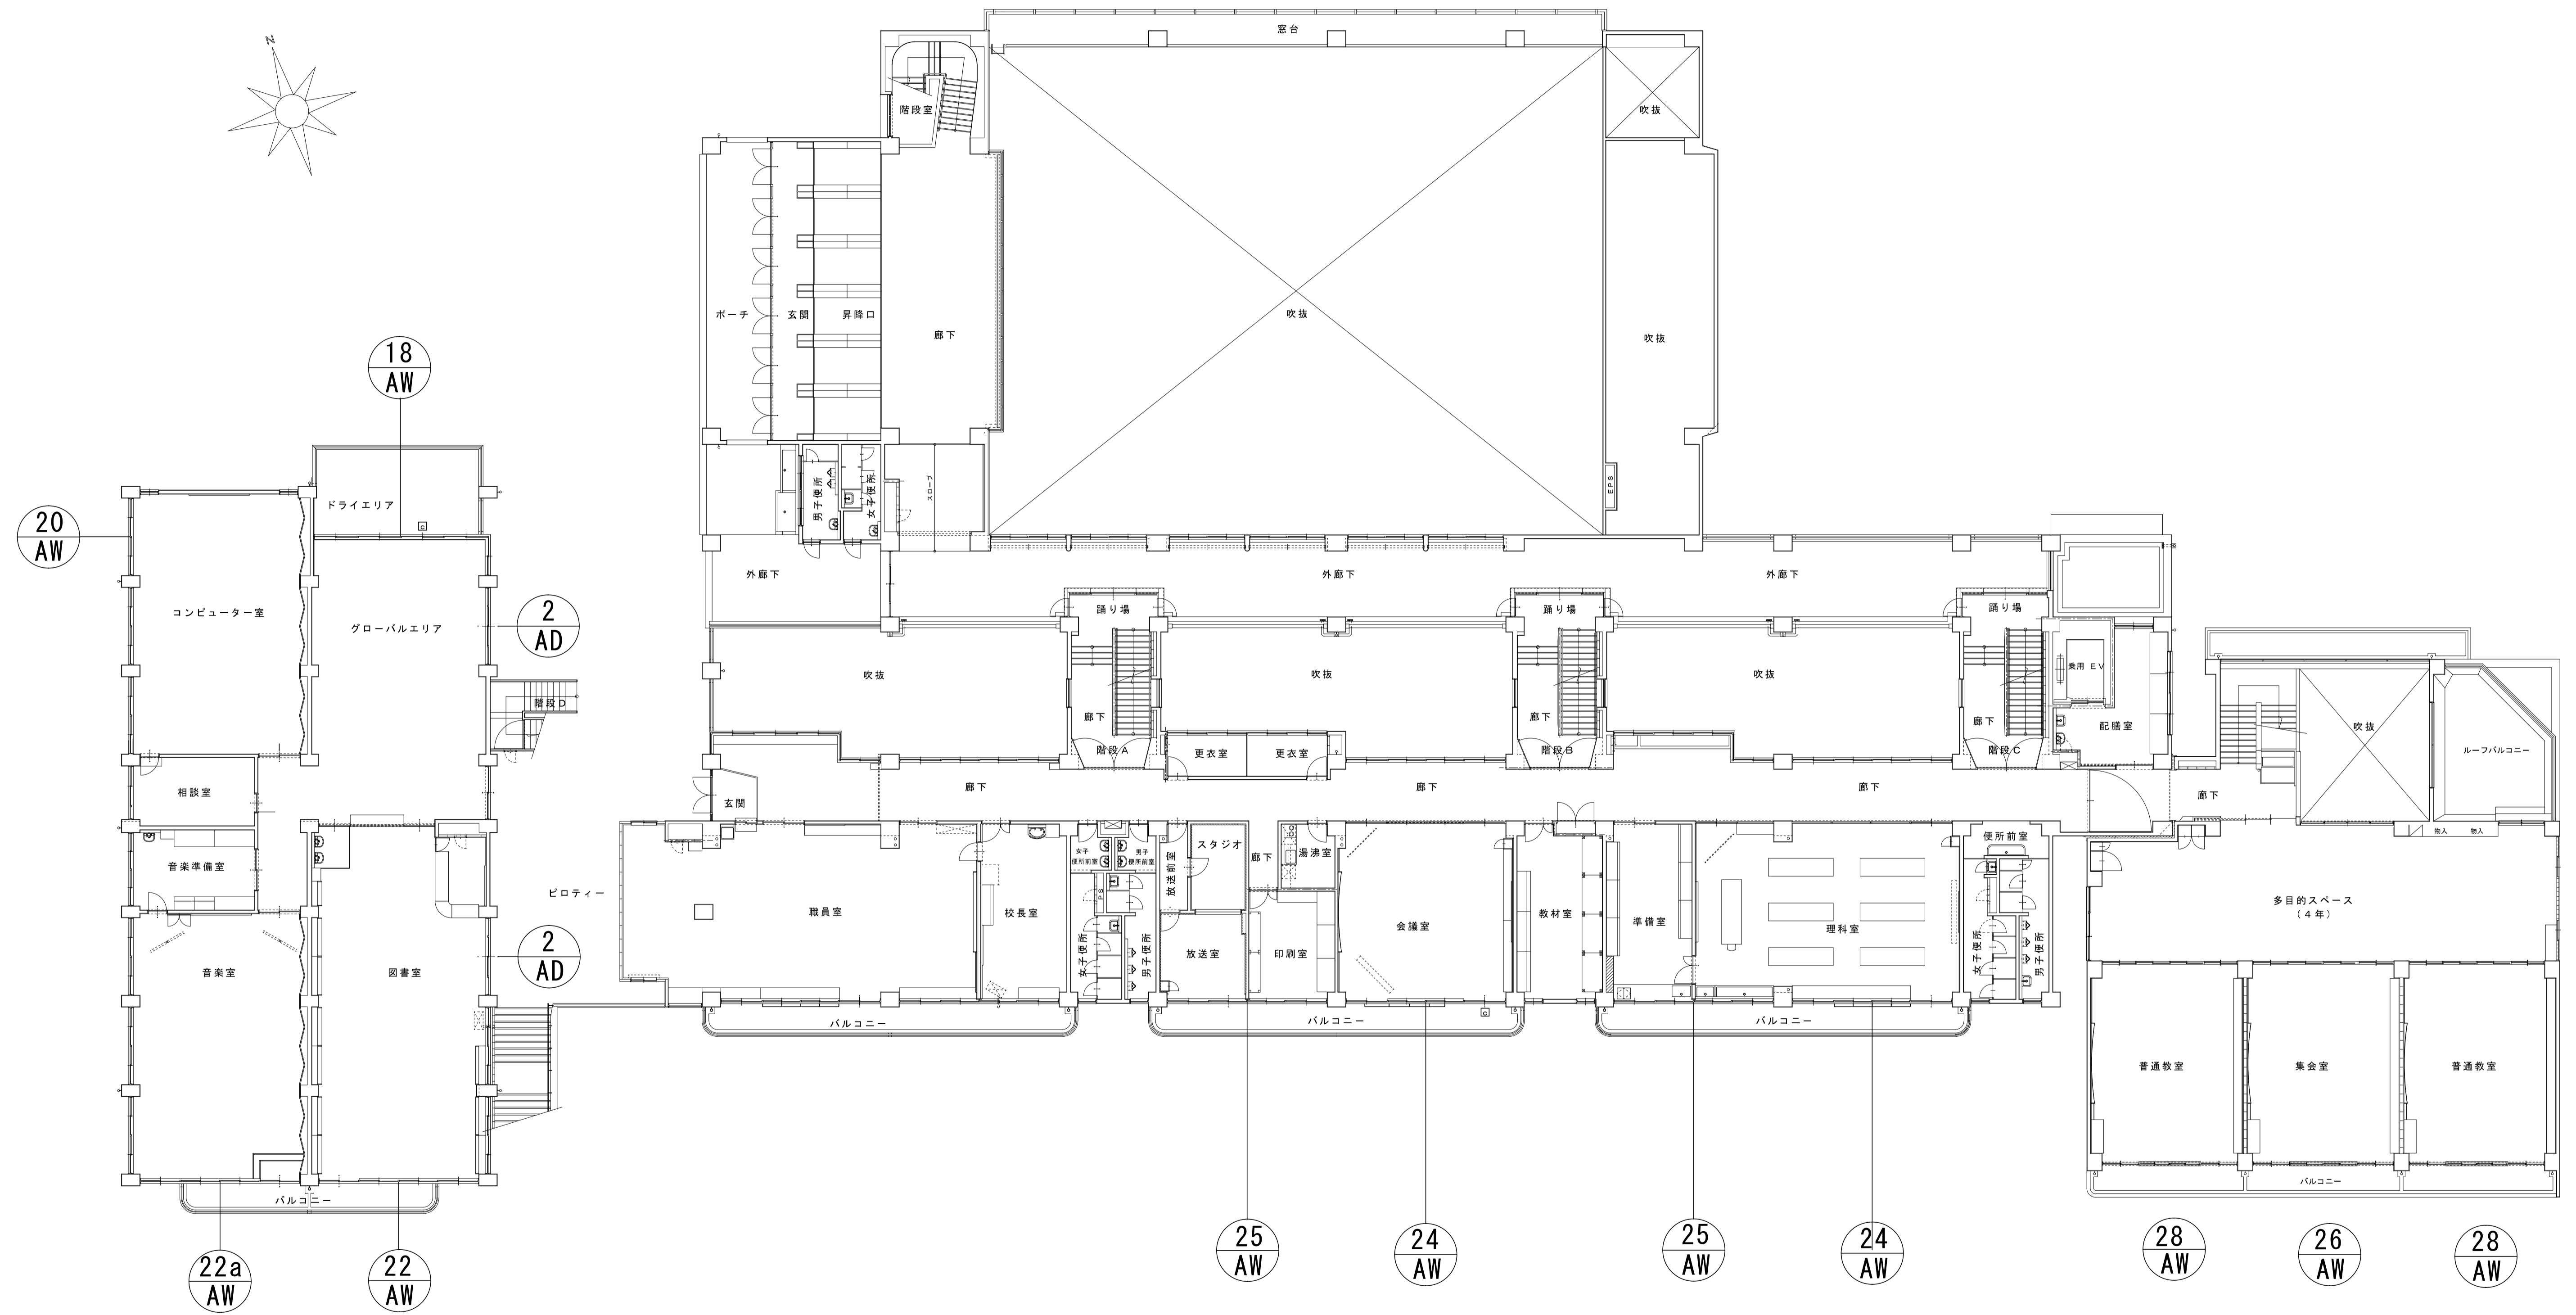 N
窓台
階段室
吹抜
ポーチ
玄関
昇降口
廊下
吹抜
吹抜
18
AW
20
AW
ドライエリア
C
男子便所
女子便所
スロープ
EPS
外廊下
外廊下
外廊下
コンピューター室
グローバルエリア
2
AD
踊り場
踊り場
踊り場
吹抜
吹抜
吹抜
乗用 EV
階段D
廊下
廊下
廊下
配膳室
吹抜
ルーフバルコニー
階段A
更衣室
更衣室
階段B
階段C
相談室
玄関
廊下
廊下
廊下
廊下
物入
物入
音楽準備室
ピロティー
職員室
校長室
女子
便所前室
男子
便所前室
PS
放送前室
スタジオ
廊下
湯沸室
便所前室
音楽室
図書室
2
AD
女子便所
男子便所
放送室
印刷室
会議室
教材室
準備室
理科室
女子便所
男子便所
多目的スペース
(4年)
バルコニー
バルコニー
C
バルコニー
普通教室
集会室
普通教室
バルコニー
バルコニー
22a
AW
22
AW
25
AW
24
AW
25
AW
24
AW
28
AW
26
AW
28
AW